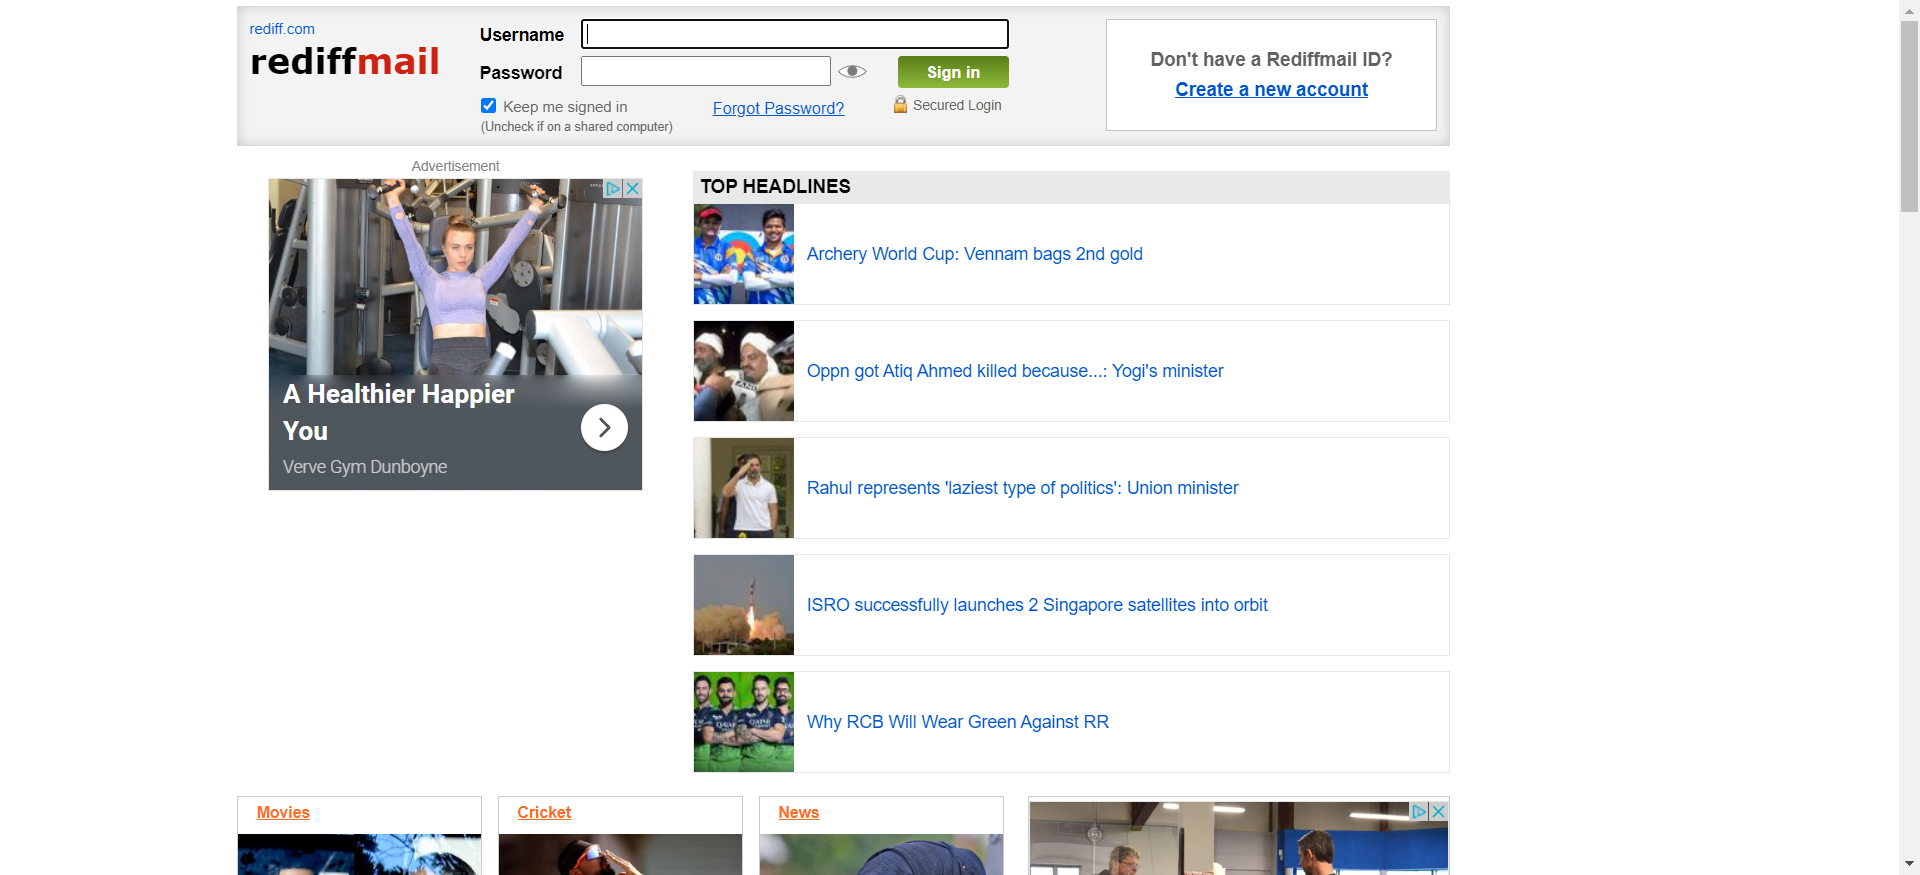 rediff.com
rediffmail
Username
Password
Sign in
Keep me signed in
(Uncheck if on a shared computer)
Forgot Password?
Secured Login
Don't have a Rediffmail ID?
Create a new account
Advertisement
A Healthier Happier
You
Verve Gym Dunboyne
TOP HEADLINES
Archery World Cup: Vennam bags 2nd gold
Oppn got Atiq Ahmed killed because...: Yogi's minister
Rahul represents 'laziest type of politics': Union minister
ISRO successfully launches 2 Singapore satellites into orbit
Why RCB Will Wear Green Against RR
Movies
Cricket
News